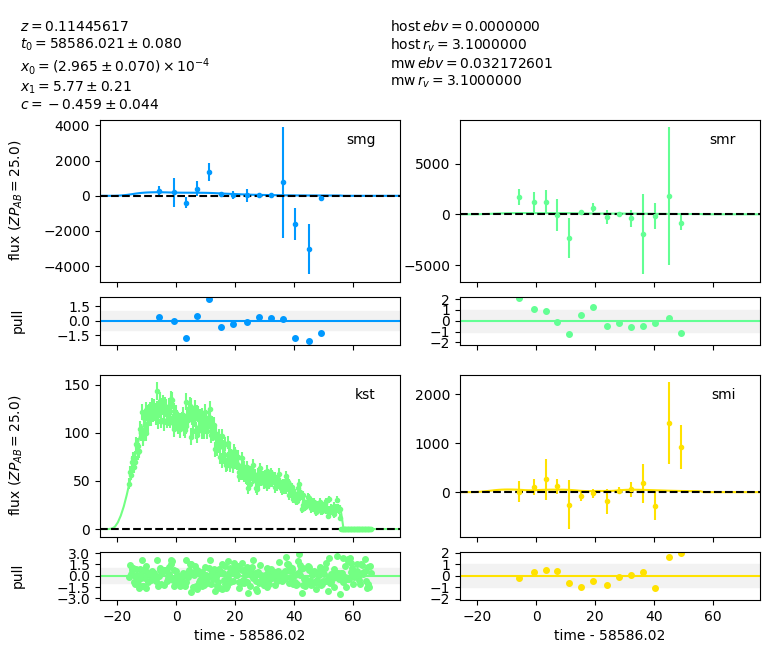 z = 0.11445617
t₀ = 58586.021 ± 0.080
x₀ = (2.965 ± 0.070) × 10⁻⁴
x₁ = 5.77 ± 0.21
c = −0.459 ± 0.044
host ebv = 0.0000000
host r_v = 3.1000000
mw ebv = 0.032172601
mw r_v = 3.1000000
smg
flux (ZP_AB = 25.0)
4000
2000
0
−2000
−4000
smr
5000
0
−5000
pull
1.5
0.0
−1.5
2
1
0
−1
−2
kst
flux (ZP_AB = 25.0)
150
100
50
0
smi
2000
1000
0
pull
3.0
1.5
0.0
−1.5
−3.0
−20 0 20 40 60
time - 58586.02
2
1
0
−1
−2
−20 0 20 40 60
time - 58586.02